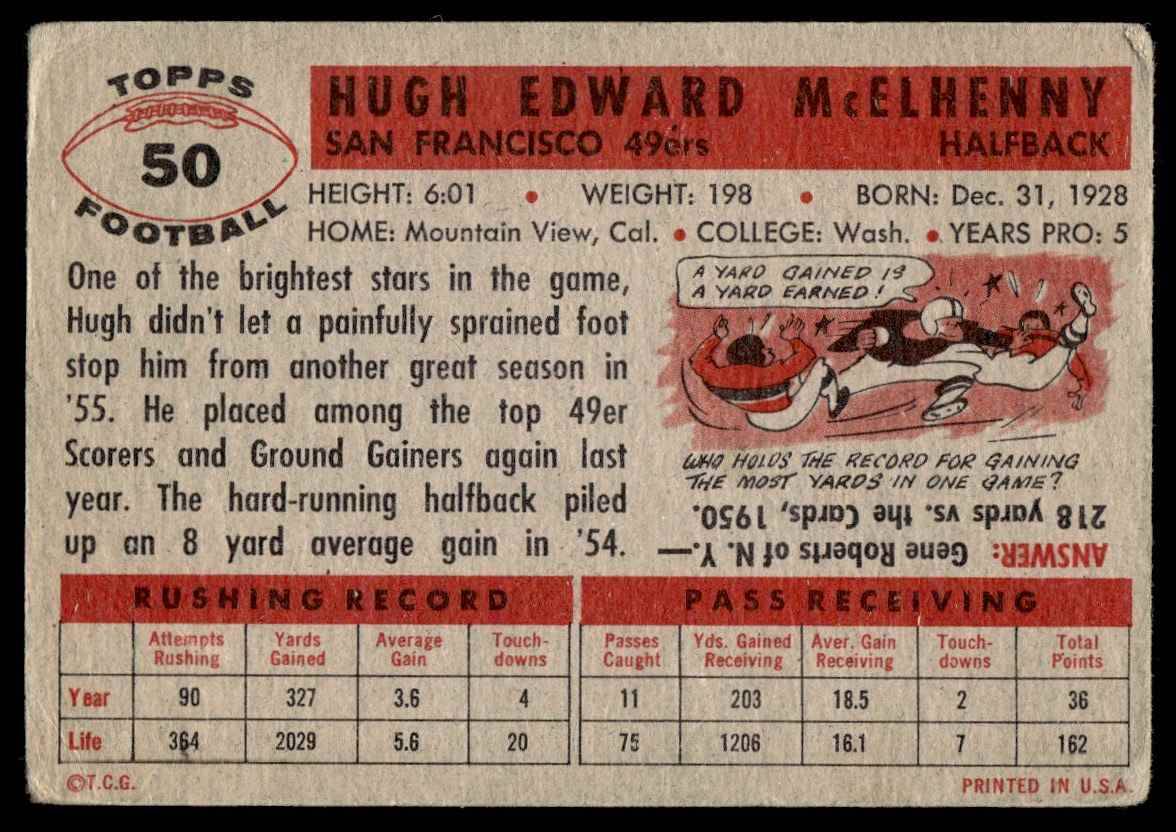 TOPPS
50
FOOTBALL
HUGH EDWARD McELHENNY
SAN FRANCISCO 49ers HALFBACK
HEIGHT: 6:01 • WEIGHT: 198 • BORN: Dec. 31, 1928
HOME: Mountain View, Cal. • COLLEGE: Wash. • YEARS PRO: 5
One of the brightest stars in the game,
Hugh didn't let a painfully sprained foot
stop him from another great season in
'55. He placed among the top 49er
Scorers and Ground Gainers again last
year. The hard-running halfback piled
up an 8 yard average gain in '54.
A YARD GAINED IS
A YARD EARNED!
WHO HOLDS THE RECORD FOR GAINING
THE MOST YARDS IN ONE GAME?
ANSWER: Gene Roberts of N. Y.—
218 yards vs. the Cards, 1950.
RUSHING RECORD
Attempts Rushing Yards Gained Average Gain Touch-downs
Year 90 327 3.6 4
Life 364 2029 5.6 20
PASS RECEIVING
Passes Caught Yds. Gained Receiving Aver. Gain Receiving Touch-downs Total Points
11 203 18.5 2 36
75 1206 16.1 7 162
©T.C.G. PRINTED IN U.S.A.